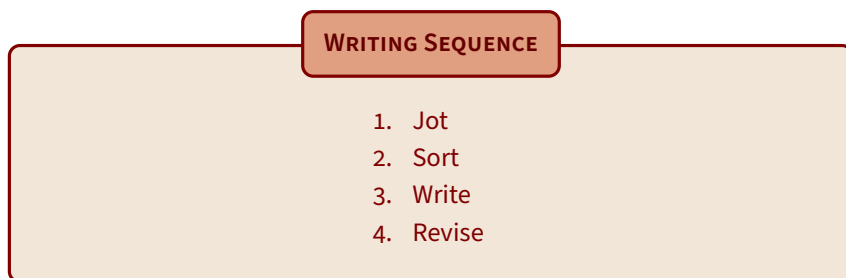 Writing Sequence
1. Jot
2. Sort
3. Write
4. Revise